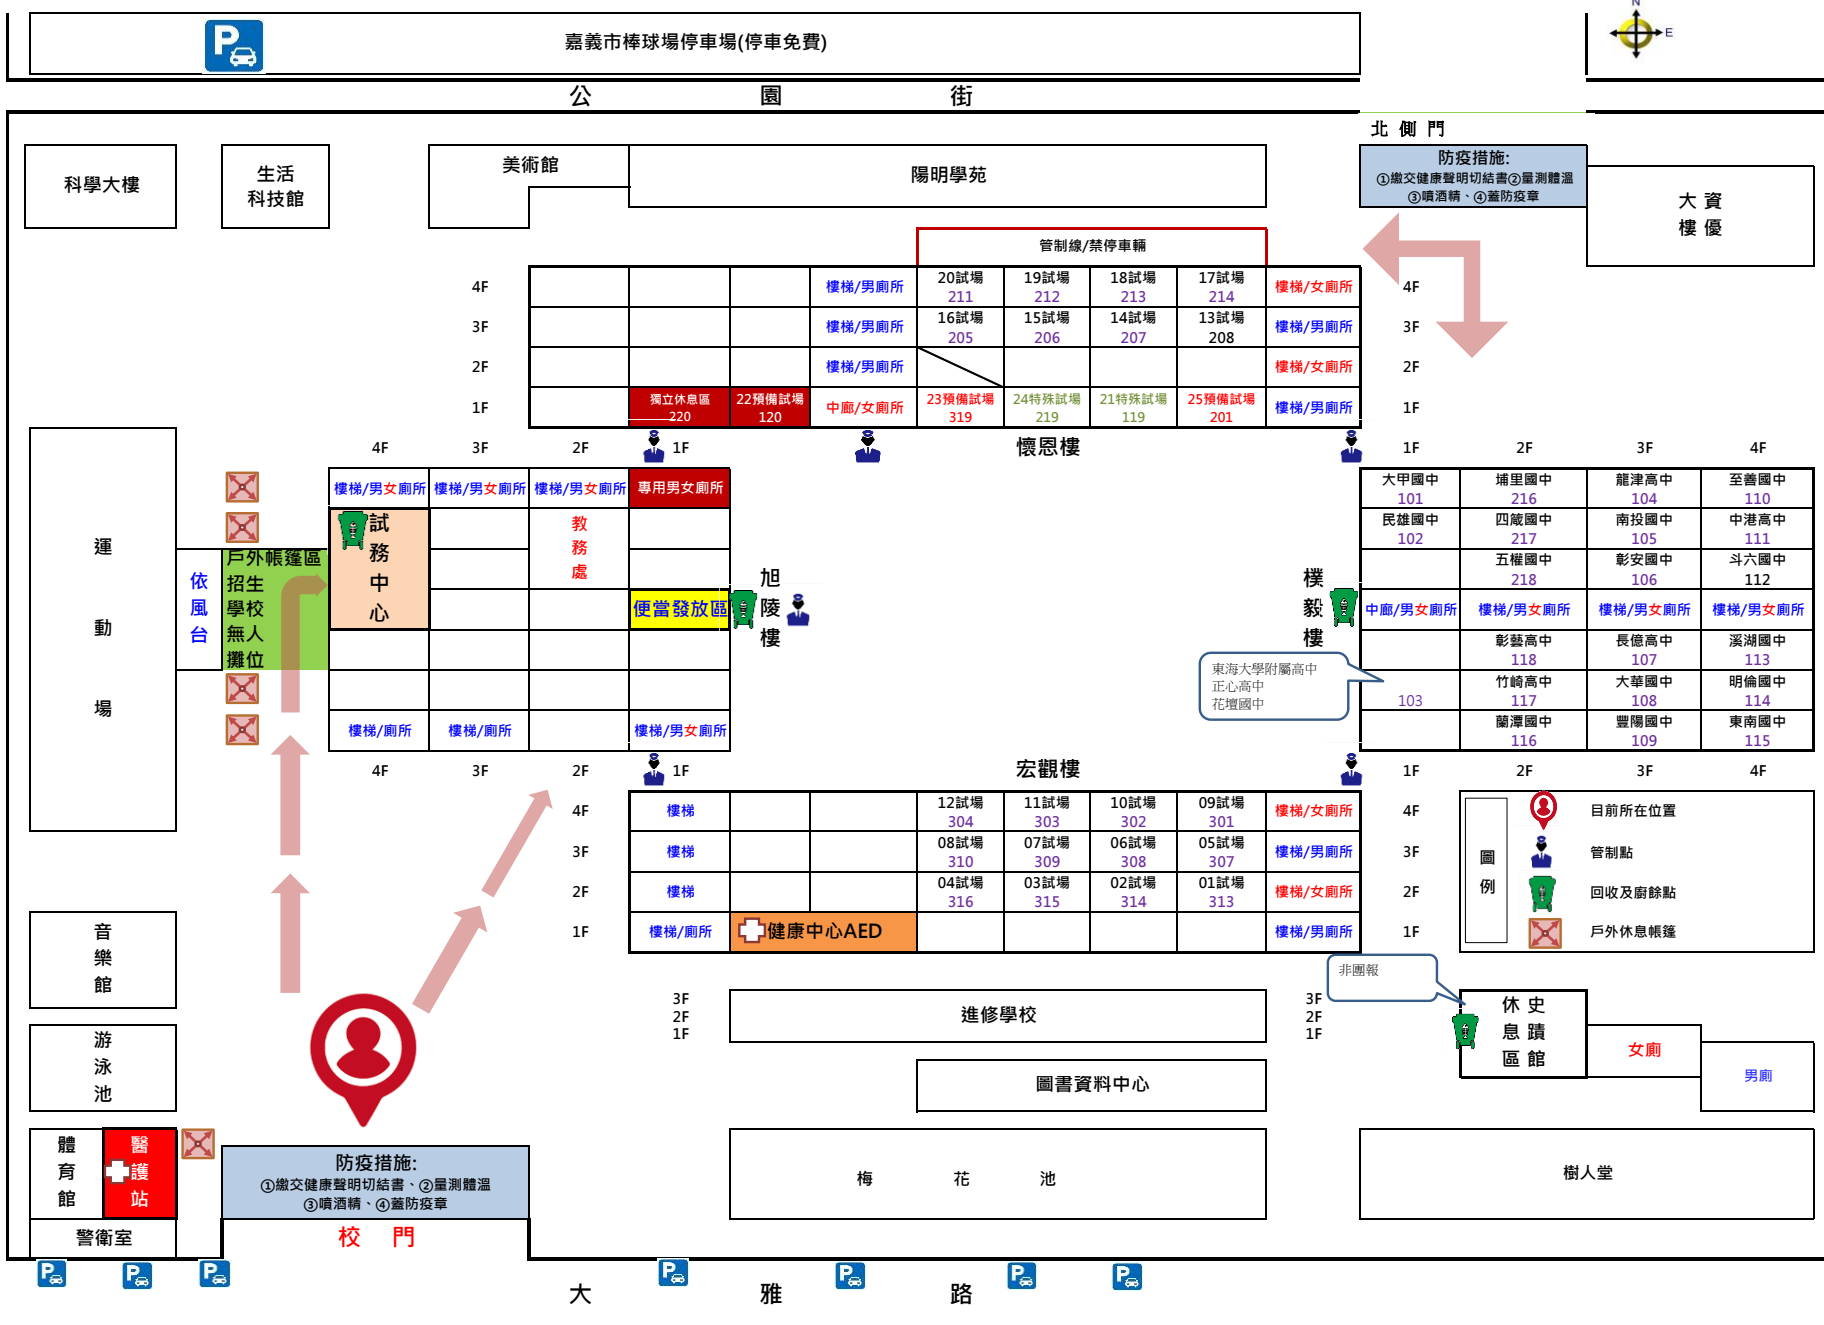 N
E
嘉義市棒球場停車場(停車免費)
公 園 街
北 側 門
防疫措施:
①繳交健康聲明切結書②量測體溫
③噴酒精、④蓋防疫章
科學大樓
生活
科技館
美術館
陽明學苑
大 資
樓 優
管制線/禁停車輛
4F 樓梯/男廁所 20試場 19試場 18試場 17試場 樓梯/女廁所 4F
211 212 213 214
3F 樓梯/男廁所 16試場 15試場 14試場 13試場 樓梯/男廁所 3F
205 206 207 208
2F 樓梯/男廁所 樓梯/女廁所 2F
1F 獨立休息區 22預備試場 中廊/女廁所 23預備試場 24特殊試場 21特殊試場 25預備試場 樓梯/男廁所 1F
220 120 319 219 119 201
4F 3F 2F 1F 懷恩樓 1F 2F 3F 4F
樓梯/男女廁所 樓梯/男女廁所 樓梯/男女廁所 專用男女廁所
試
務
中
心
教
務
處
便當發放區
旭
陵
樓
樓梯/廁所 樓梯/廁所 樓梯/男女廁所
4F 3F 2F 1F
運
動
場
依
風
台
戶外帳篷區
招生
學校
無人
攤位
樸
毅
樓
大甲國中 埔里國中 龍津高中 至善國中
101 216 104 110
民雄國中 四箴國中 南投國中 中港高中
102 217 105 111
五權國中 彰安國中 斗六國中
218 106 112
中廊/男女廁所 樓梯/男女廁所 樓梯/男女廁所 樓梯/男女廁所
彰藝高中 長億高中 溪湖國中
118 107 113
竹崎高中 大華國中 明倫國中
103 117 108 114
蘭潭國中 豐陽國中 東南國中
116 109 115
東海大學附屬高中
正心高中
花壇國中
1F 2F 3F 4F
宏觀樓
4F 樓梯 12試場 11試場 10試場 09試場 樓梯/女廁所 4F
304 303 302 301
3F 樓梯 08試場 07試場 06試場 05試場 樓梯/男廁所 3F
310 309 308 307
2F 樓梯 04試場 03試場 02試場 01試場 樓梯/女廁所 2F
316 315 314 313
1F 樓梯/廁所 健康中心AED 樓梯/男廁所 1F
圖
例
目前所在位置
管制點
回收及廚餘點
戶外休息帳篷
非團報
音
樂
館
游
泳
池
體
育
館
醫
護
站
警衛室
3F
2F
1F
進修學校
3F
2F
1F
圖書資料中心
梅 花 池
休 史
息 蹟
區 館
女廁
男廁
樹人堂
防疫措施:
①繳交健康聲明切結書、②量測體溫
③噴酒精、④蓋防疫章
校 門
P
P
P
P
P
P
P
P
大 雅 路